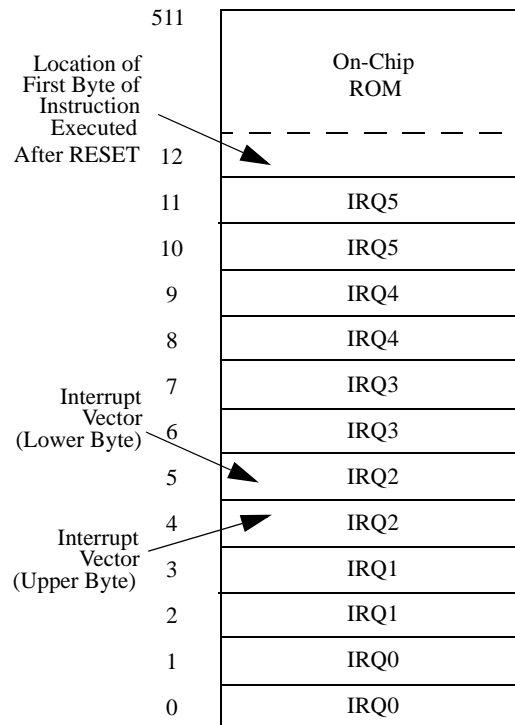 511
Location of
First Byte of
Instruction
Executed
After RESET
On-Chip
ROM
12
11 IRQ5
10 IRQ5
9 IRQ4
8 IRQ4
7 IRQ3
Interrupt
Vector
(Lower Byte)
6 IRQ3
5 IRQ2
4 IRQ2
Interrupt
Vector
(Upper Byte)
3 IRQ1
2 IRQ1
1 IRQ0
0 IRQ0